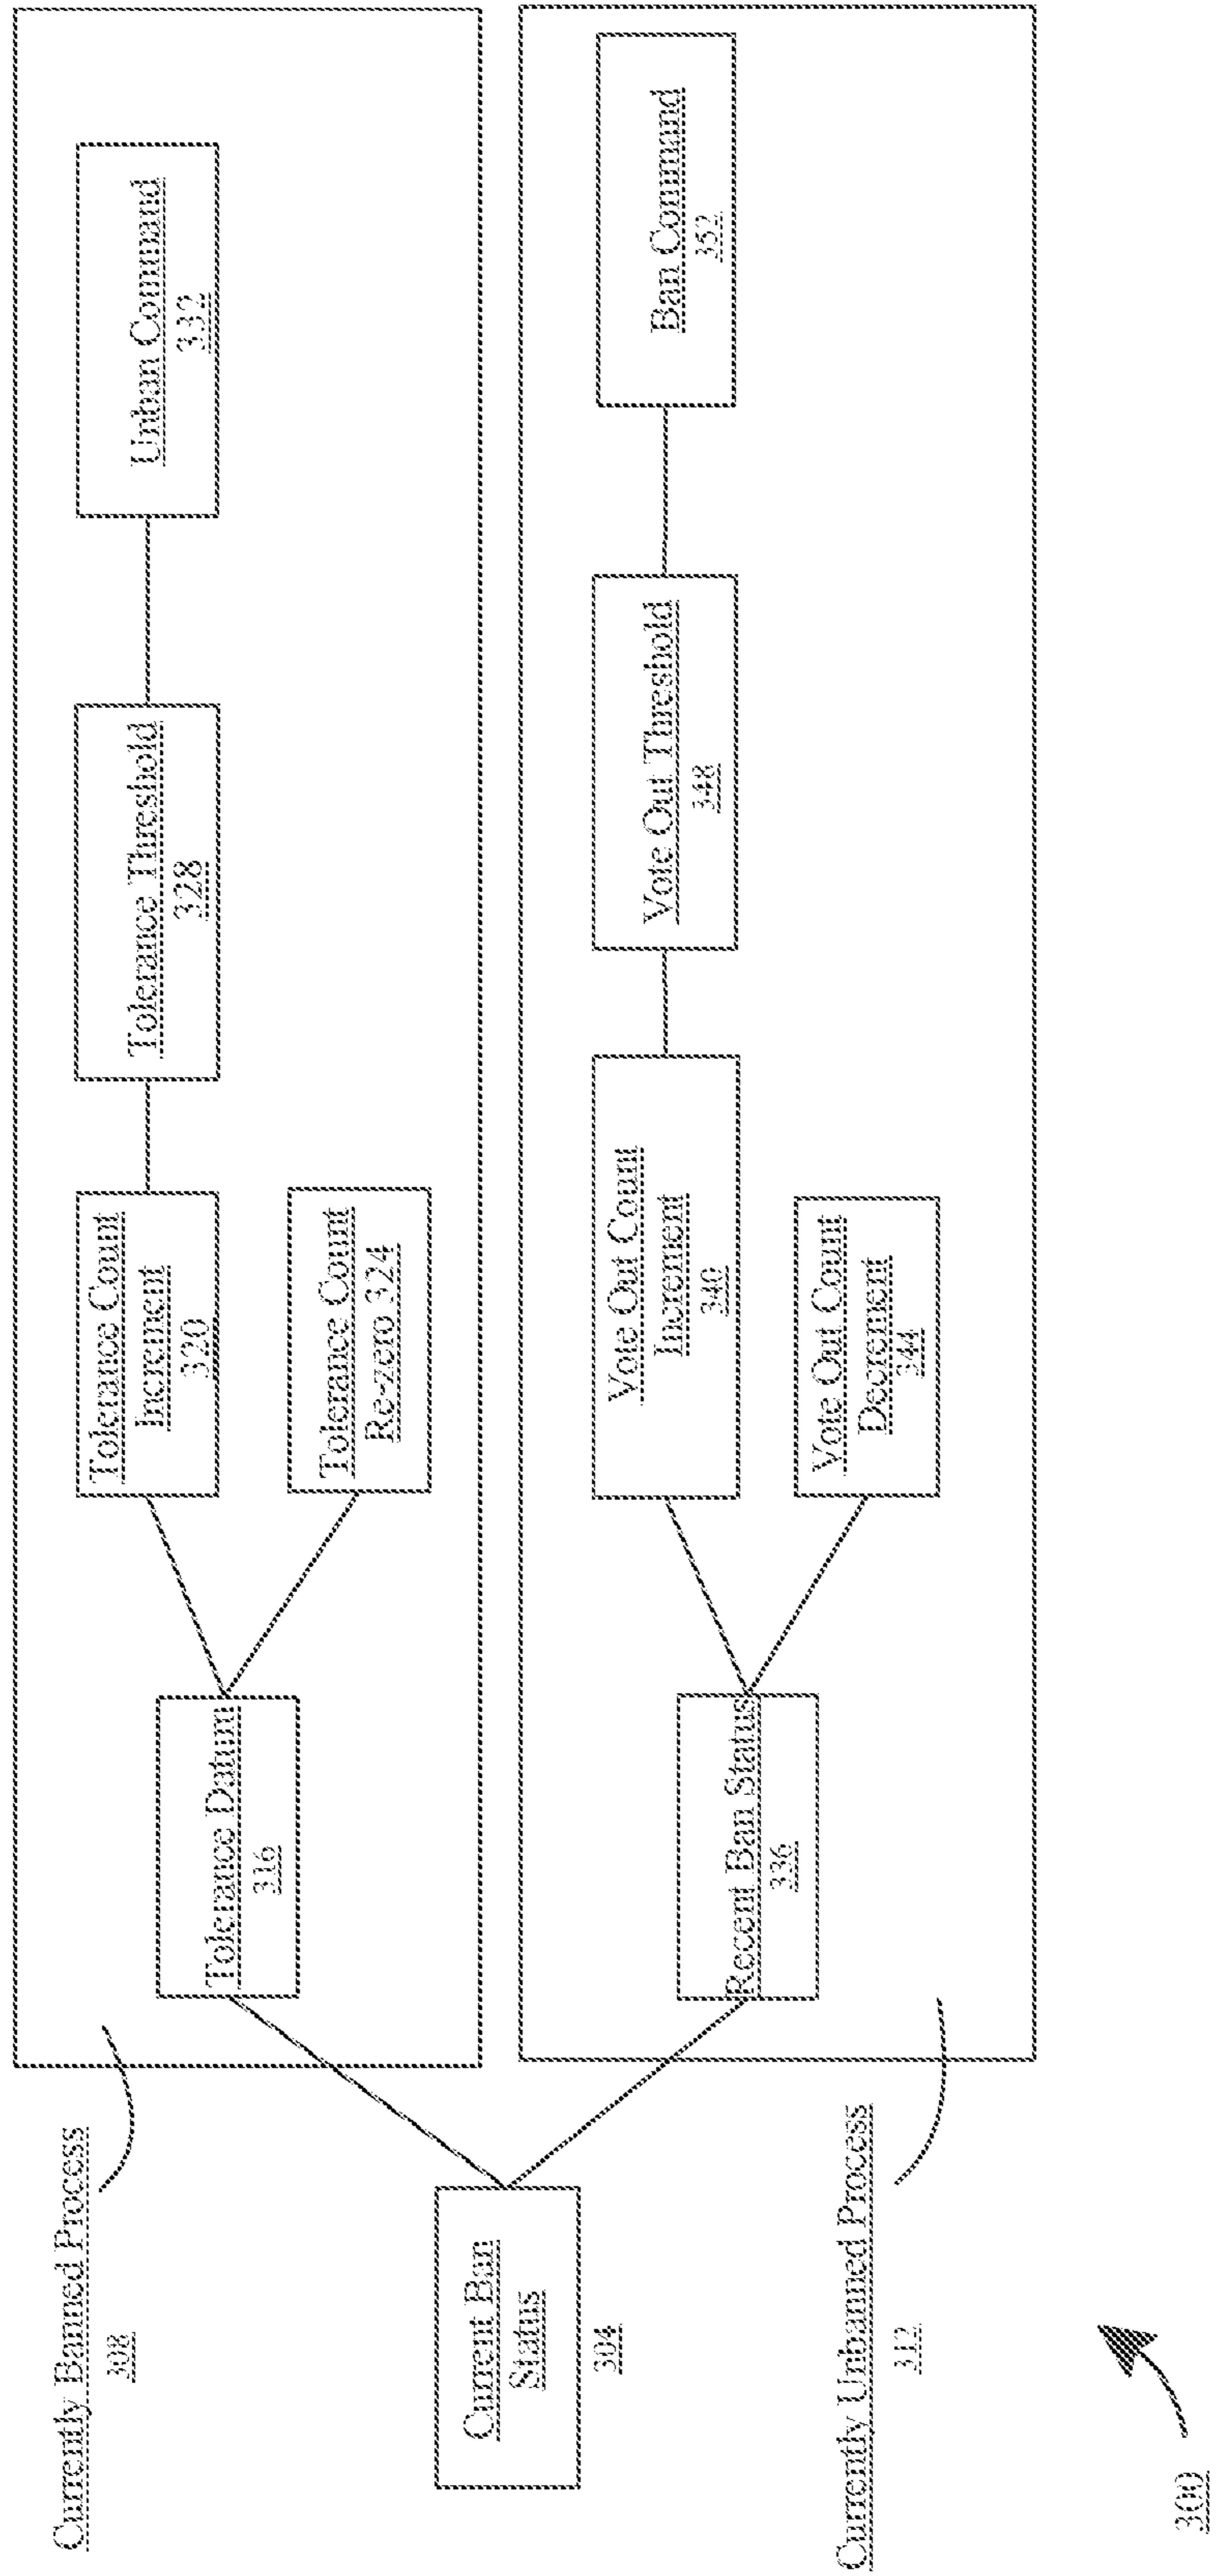 Currently Banned Process
308
Current Ban
Status
304
Currently Unbanned Process
312
300
Tolerance Datum
316
Tolerance Count
Increment
320
Tolerance Count
Re-zero 324
Tolerance Threshold
328
Unban Command
332
Recent Ban Status
336
Vote Out Count
Increment
340
Vote Out Count
Decrement
344
Vote Out Threshold
348
Ban Command
352